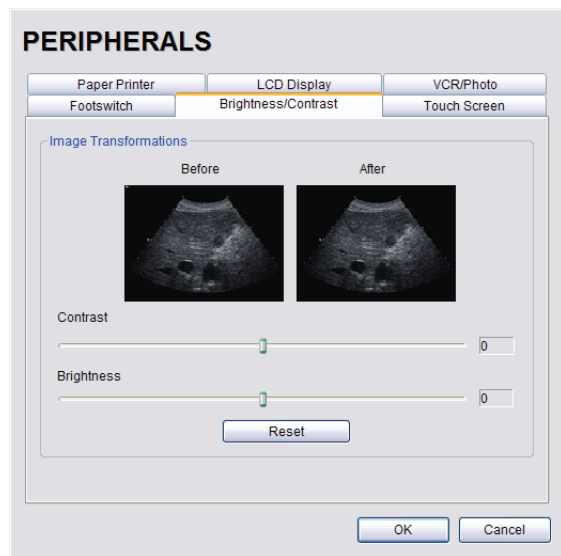 PERIPHERALS
Paper Printer LCD Display VCR/Photo
Footswitch Brightness/Contrast Touch Screen
Image Transformations
Before After
Contrast
0
Brightness
0
Reset
OK Cancel